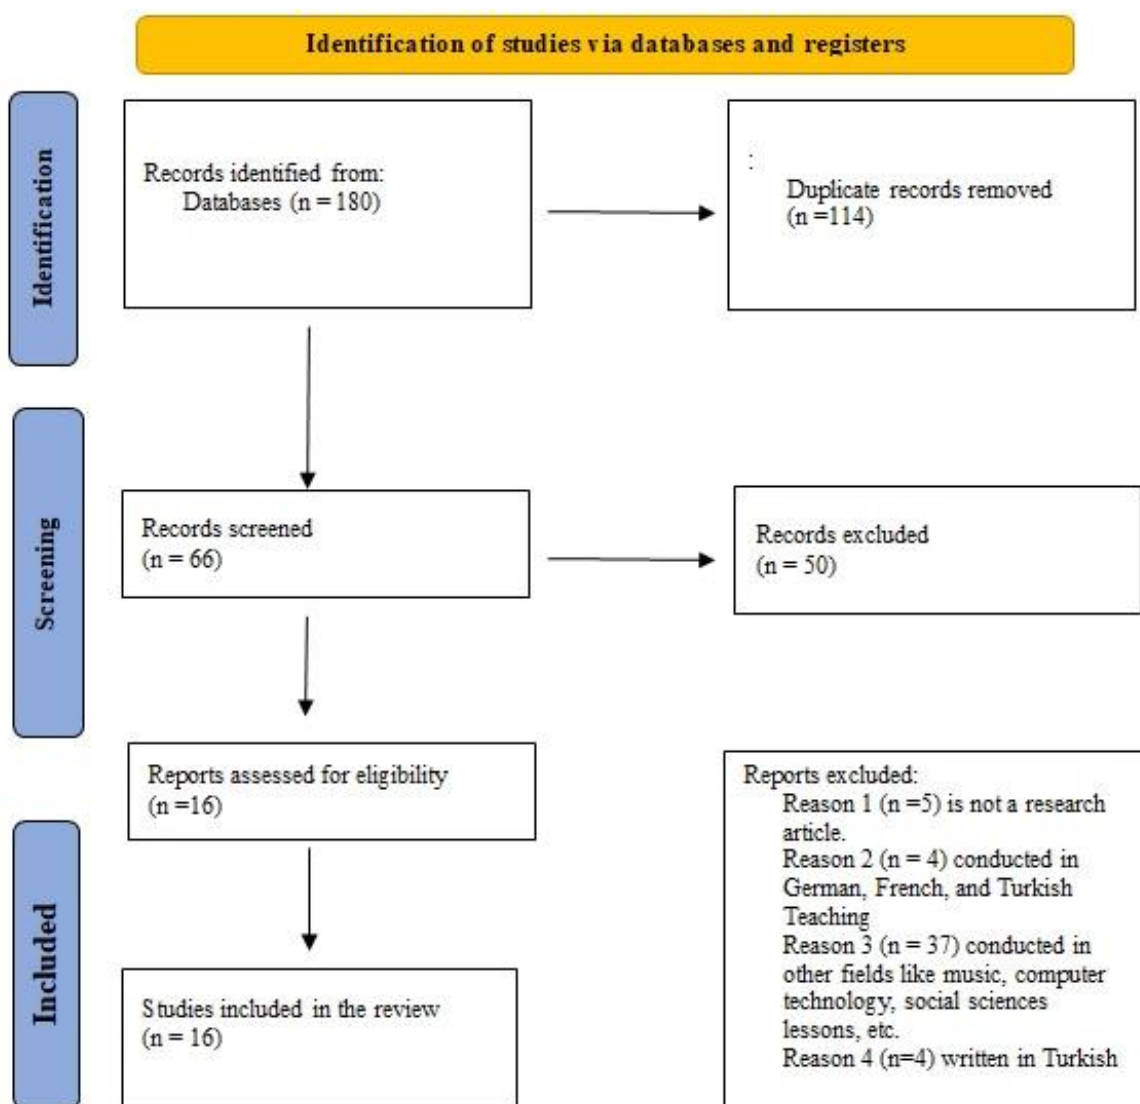 Identification of studies via databases and registers
Identification
Records identified from:
Databases (n = 180)
:
Duplicate records removed
(n =114)
Screening
Records screened
(n = 66)
Records excluded
(n = 50)
Reports assessed for eligibility
(n =16)
Reports excluded:
Reason 1 (n =5) is not a research
article.
Reason 2 (n = 4) conducted in
German, French, and Turkish
Teaching
Reason 3 (n = 37) conducted in
other fields like music, computer
technology, social sciences
lessons, etc.
Reason 4 (n=4) written in Turkish
Included
Studies included in the review
(n = 16)